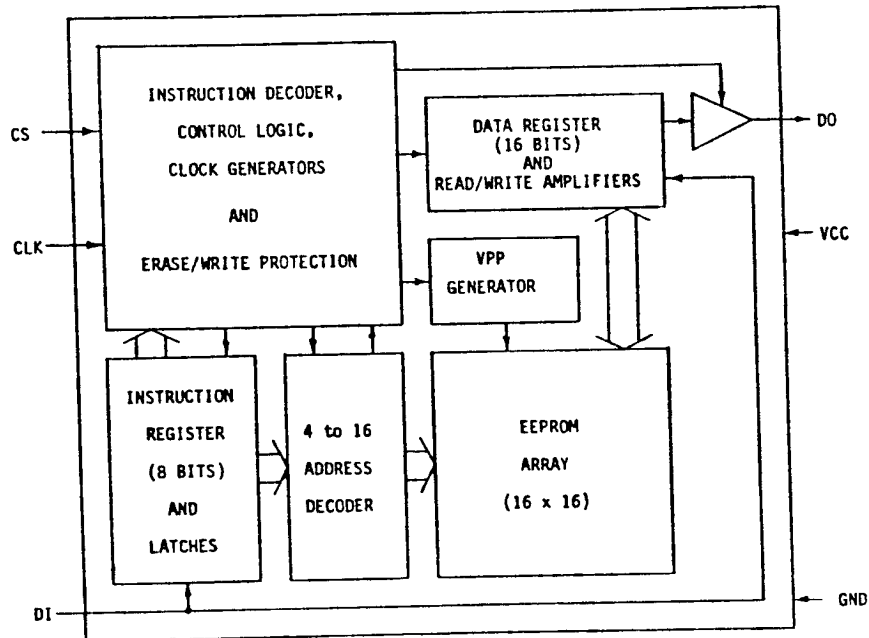 INSTRUCTION DECODER,
CONTROL LOGIC,
CLOCK GENERATORS
AND
ERASE/WRITE PROTECTION
DATA REGISTER
(16 BITS)
AND
READ/WRITE AMPLIFIERS
DO
CS
CLK
VCC
VPP
GENERATOR
INSTRUCTION
REGISTER
(8 BITS)
AND
LATCHES
4 to 16
ADDRESS
DECODER
EEPROM
ARRAY
(16 x 16)
DI
GND